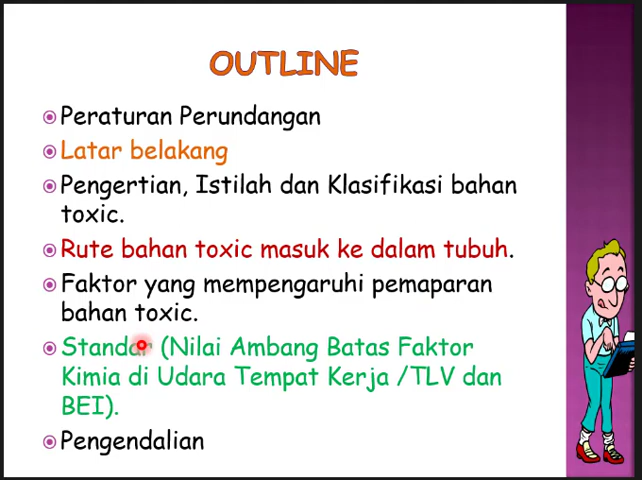 OUTLINE
Peraturan Perundangan
Latar belakang
Pengertian, Istilah dan Klasifikasi bahan
toxic.
Rute bahan toxic masuk ke dalam tubuh.
Faktor yang mempengaruhi pemaparan
bahan toxic.
Standar (Nilai Ambang Batas Faktor
Kimia di Udara Tempat Kerja /TLV dan
BEI).
Pengendalian